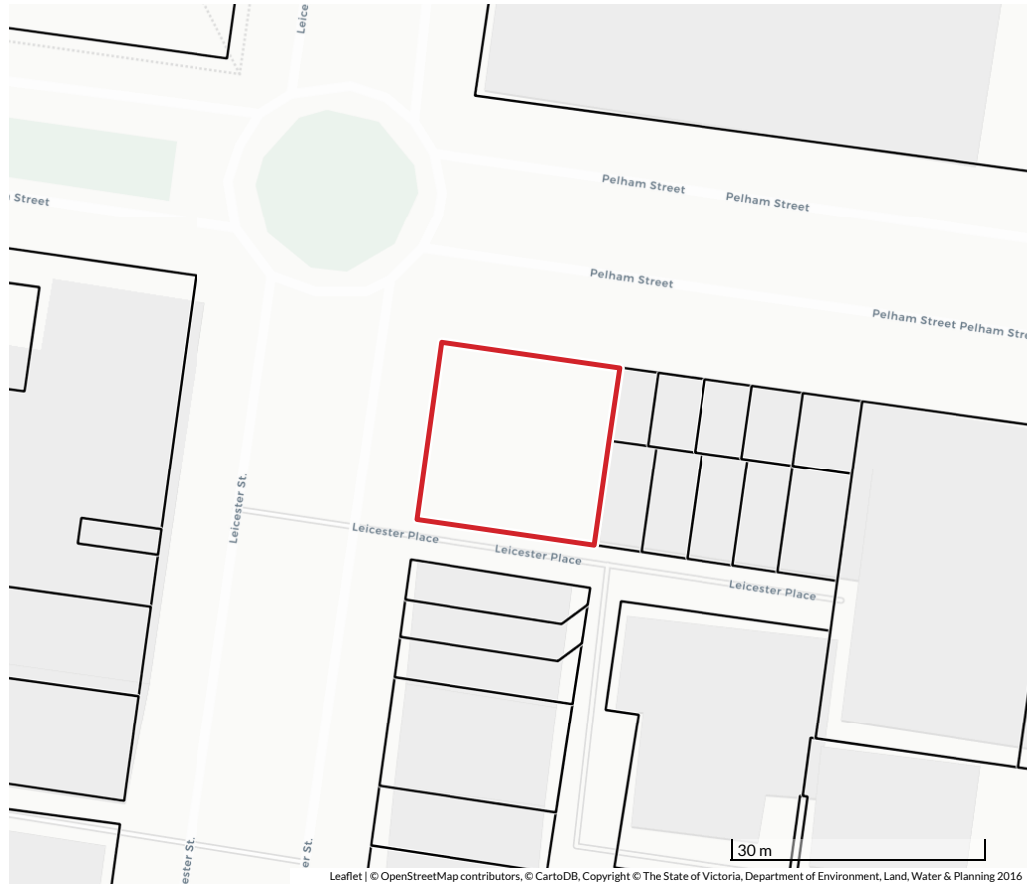 Leice
Pelham Street
Pelham Street
Street
Pelham Street
Pelham Street Pelham Stre
Leicester St.
Leicester Place
Leicester Place
Leicester Place
ester St.
er St.
30 m
Leaflet | © OpenStreetMap contributors, © CartoDB, Copyright © The State of Victoria, Department of Environment, Land, Water & Planning 2016